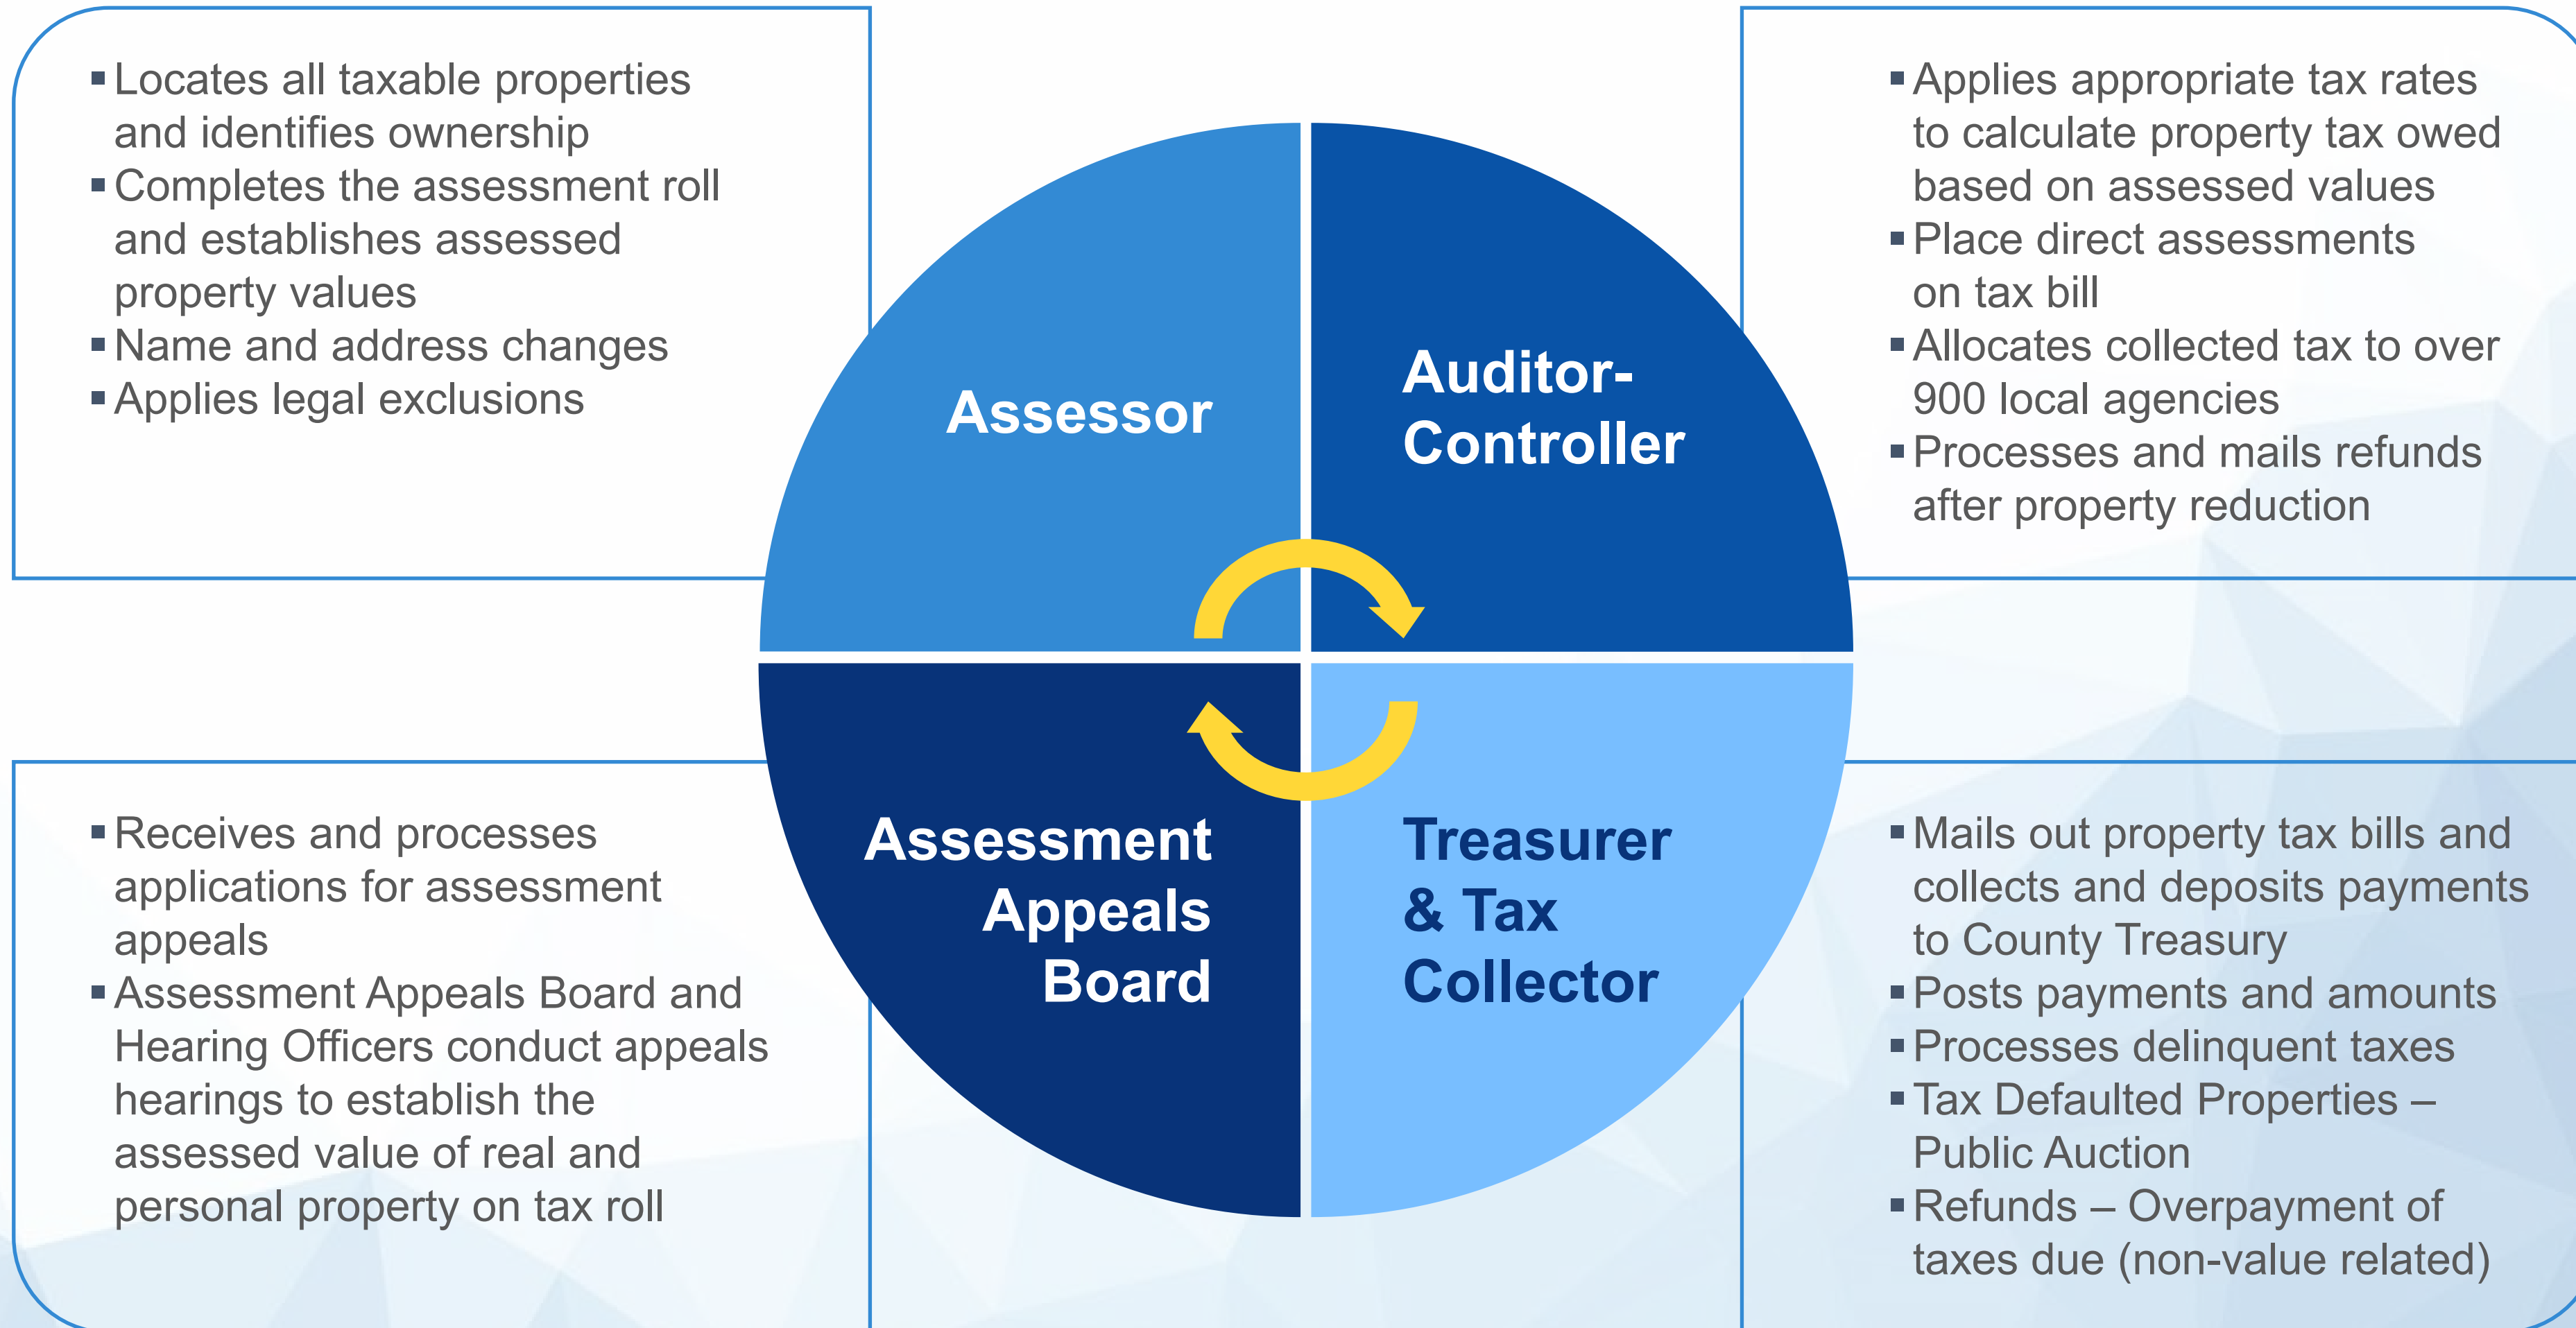 ▪Locates all taxable properties
and identifies ownership
▪Completes the assessment roll
and establishes assessed
property values
▪Name and address changes
▪Applies legal exclusions
Assessor
Auditor-
Controller
▪Applies appropriate tax rates
to calculate property tax owed
based on assessed values
▪Place direct assessments
on tax bill
▪Allocates collected tax to over
900 local agencies
▪Processes and mails refunds
after property reduction
▪Receives and processes
applications for assessment
appeals
▪Assessment Appeals Board and
Hearing Officers conduct appeals
hearings to establish the
assessed value of real and
personal property on tax roll
Assessment
Appeals
Board
Treasurer
& Tax
Collector
▪Mails out property tax bills and
collects and deposits payments
to County Treasury
▪Posts payments and amounts
▪Processes delinquent taxes
▪Tax Defaulted Properties –
Public Auction
▪Refunds – Overpayment of
taxes due (non-value related)